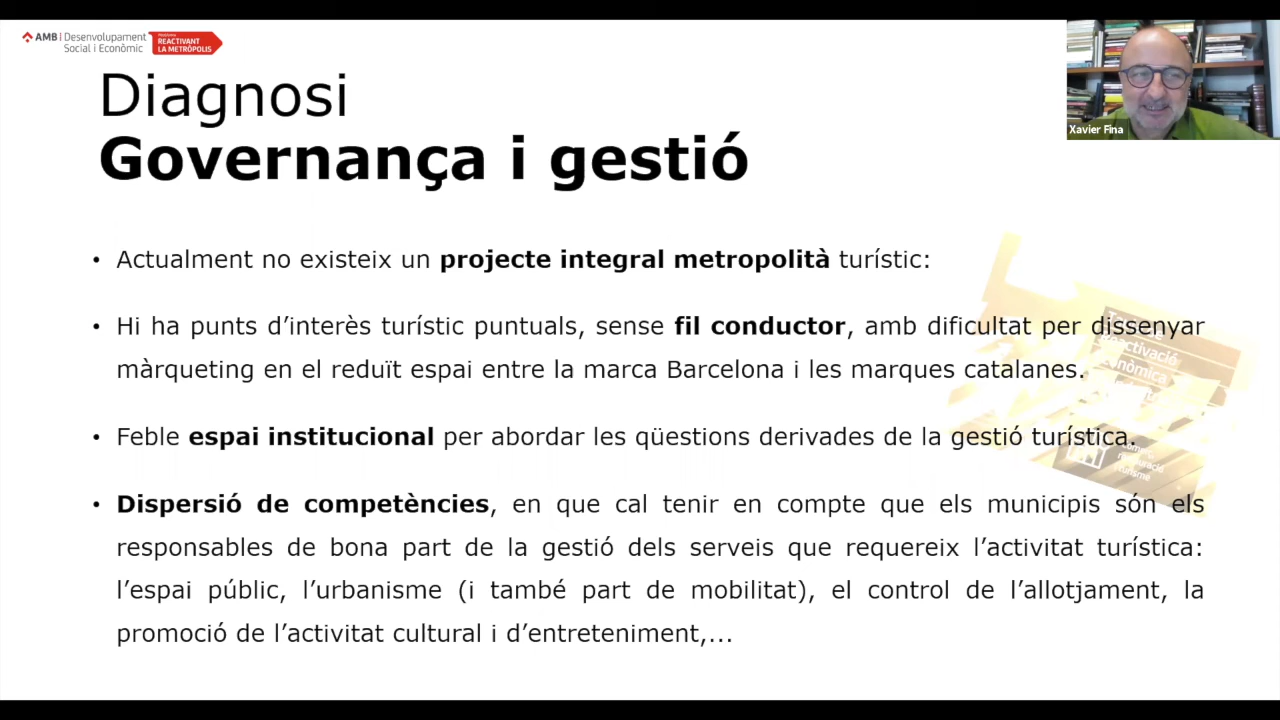 AMB Desenvolupament
Social i Econòmic
REACTIVANT
LA METRÒPOLIS
Xavier Fina
Diagnosi
Governança i gestió
• Actualment no existeix un projecte integral metropolità turístic:
• Hi ha punts d’interès turístic puntuals, sense fil conductor, amb dificultat per dissenyar
màrqueting en el reduït espai entre la marca Barcelona i les marques catalanes.
• Feble espai institucional per abordar les qüestions derivades de la gestió turística.
• Dispersió de competències, en que cal tenir en compte que els municipis són els
responsables de bona part de la gestió dels serveis que requereix l’activitat turística:
l’espai públic, l’urbanisme (i també part de mobilitat), el control de l’allotjament, la
promoció de l’activitat cultural i d’entreteniment,...